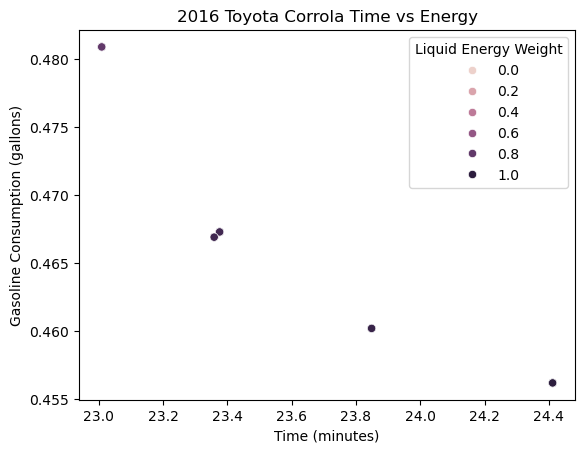 2016 Toyota Corrola Time vs Energy
Liquid Energy Weight
0.0
0.2
0.4
0.6
0.8
1.0
Gasoline Consumption (gallons)
0.480
0.475
0.470
0.465
0.460
0.455
23.0 23.2 23.4 23.6 23.8 24.0 24.2 24.4
Time (minutes)